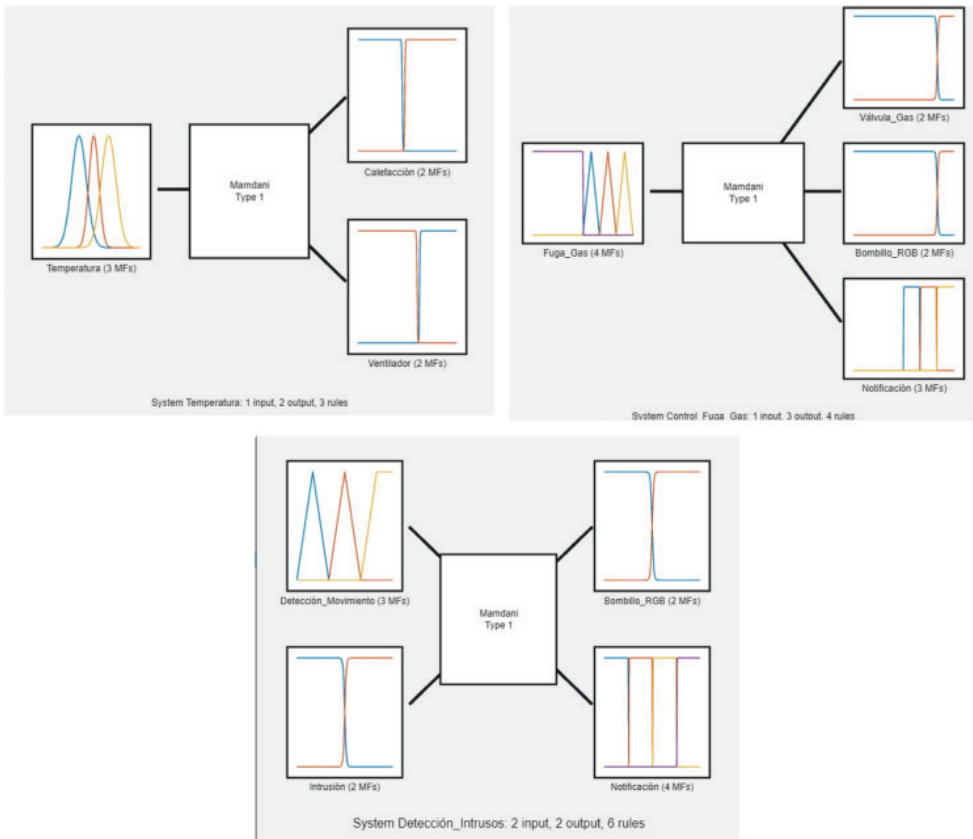 Mamdani
Type 1
Temperatura (3 MFs)
Calefacción (2 MFs)
Ventilador (2 MFs)
System Temperatura: 1 input, 2 output, 3 rules
Válvula_Gas (2 MFs)
Mamdani
Type 1
Fuga_Gas (4 MFs)
Bombillo_RGB (2 MFs)
Notificación (3 MFs)
System Control_Fuga_Gas: 1 input, 3 output, 4 rules
Detección_Movimiento (3 MFs)
Bombillo_RGB (2 MFs)
Mamdani
Type 1
Intrusión (2 MFs)
Notificación (4 MFs)
System Detección_Intrusos: 2 input, 2 output, 6 rules